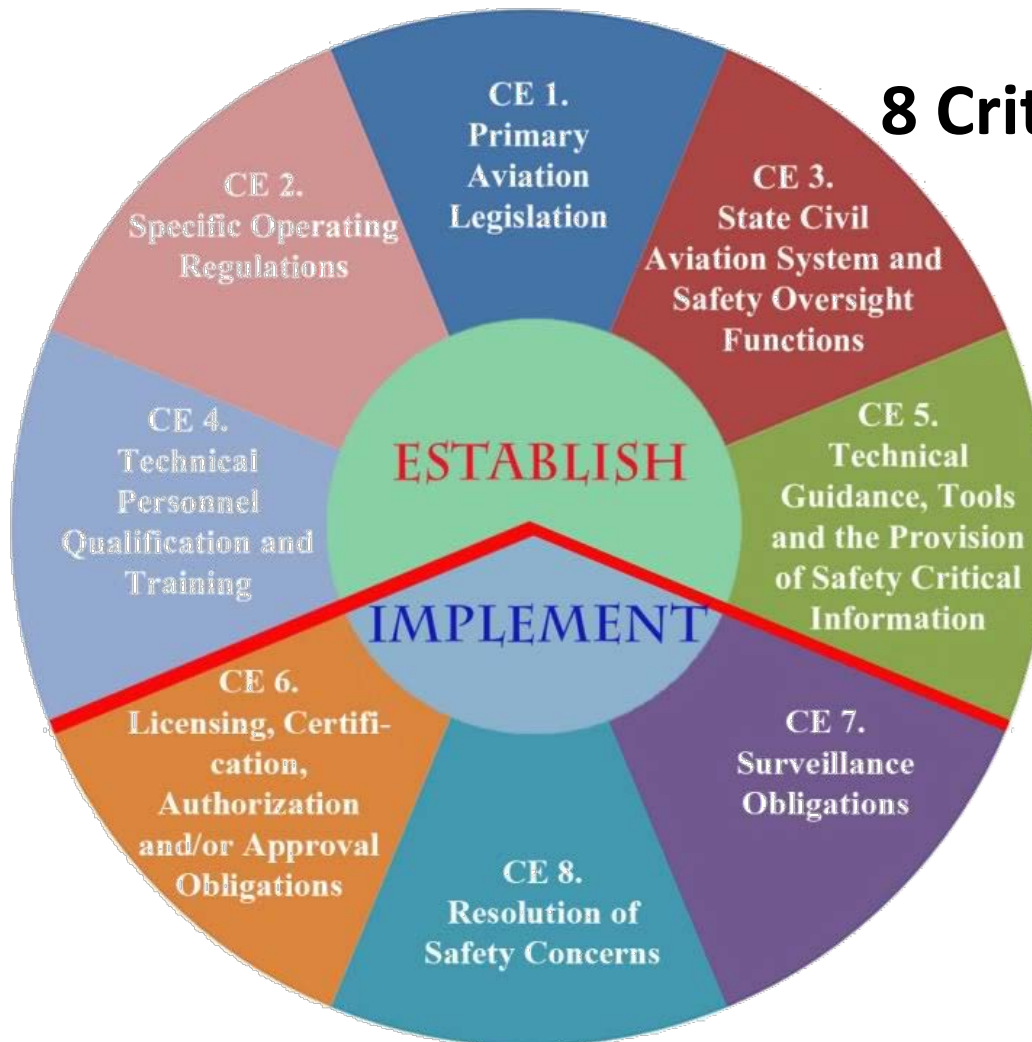 8 Crit
CE 1.
Primary
Aviation
Legislation
CE 2.
Specific Operating
Regulations
CE 3.
State Civil
Aviation System and
Safety Oversight
Functions
CE 4.
Technical
Personnel
Qualification and
Training
CE 5.
Technical
Guidance, Tools
and the Provision
of Safety Critical
Information
ESTABLISH
IMPLEMENT
CE 6.
Licensing, Certifi-
cation,
Authorization
and/or Approval
Obligations
CE 7.
Surveillance
Obligations
CE 8.
Resolution of
Safety Concerns